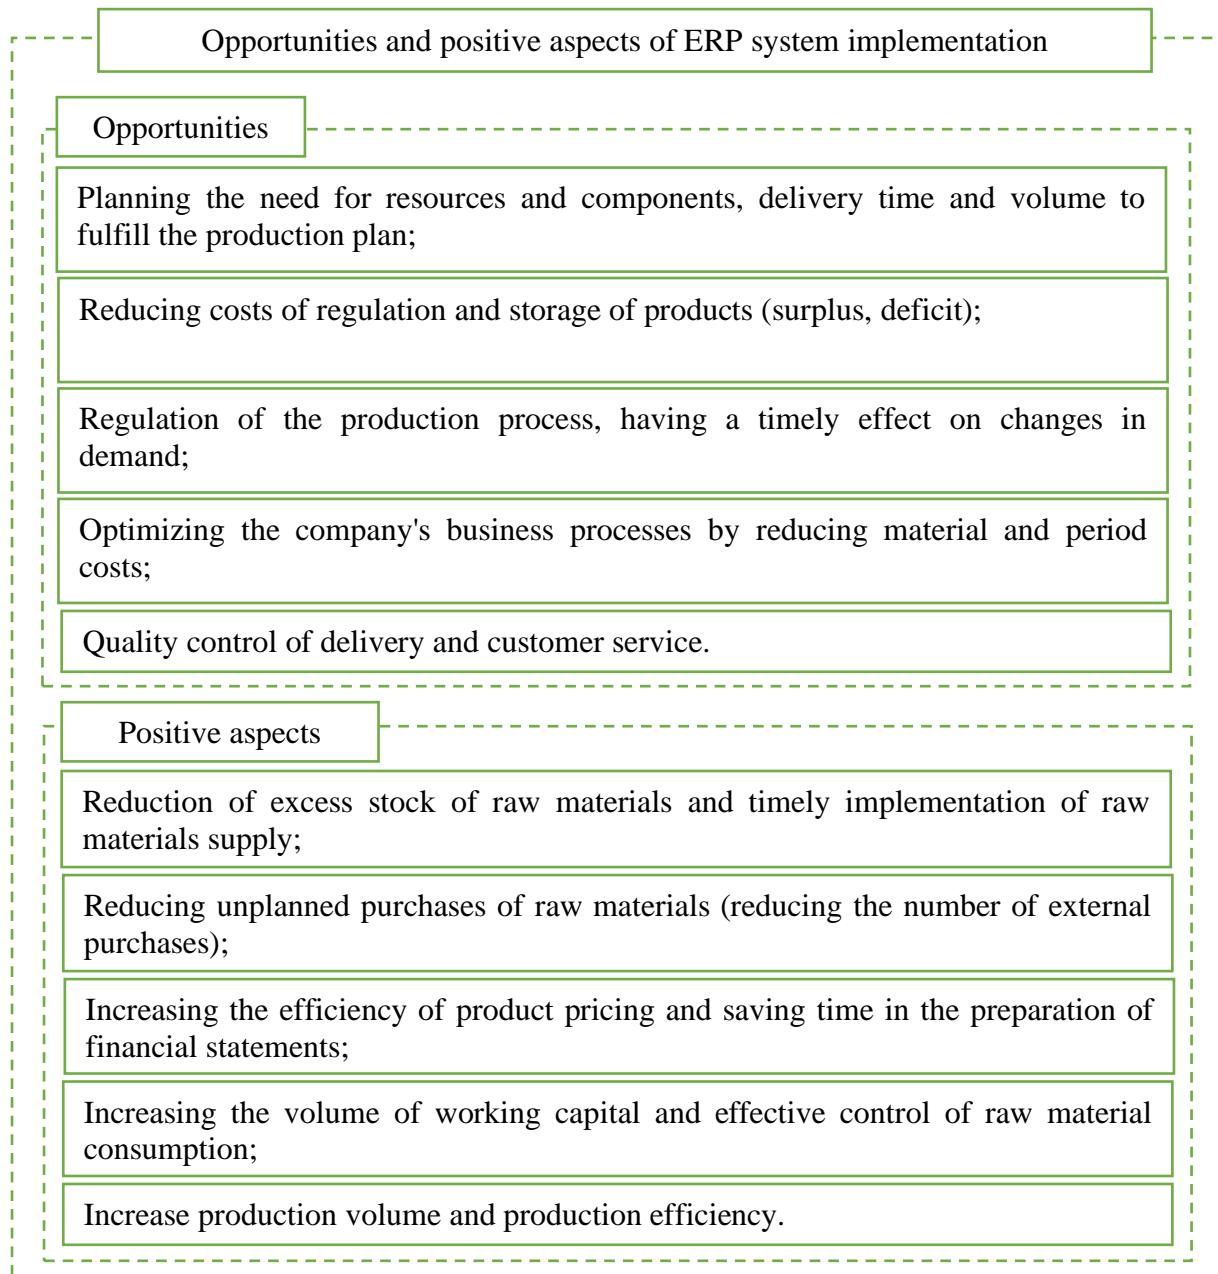 Opportunities and positive aspects of ERP system implementation
Opportunities
Planning the need for resources and components, delivery time and volume to
fulfill the production plan;
Reducing costs of regulation and storage of products (surplus, deficit);
Regulation of the production process, having a timely effect on changes in
demand;
Optimizing the company's business processes by reducing material and period
costs;
Quality control of delivery and customer service.
Positive aspects
Reduction of excess stock of raw materials and timely implementation of raw
materials supply;
Reducing unplanned purchases of raw materials (reducing the number of external
purchases);
Increasing the efficiency of product pricing and saving time in the preparation of
financial statements;
Increasing the volume of working capital and effective control of raw material
consumption;
Increase production volume and production efficiency.